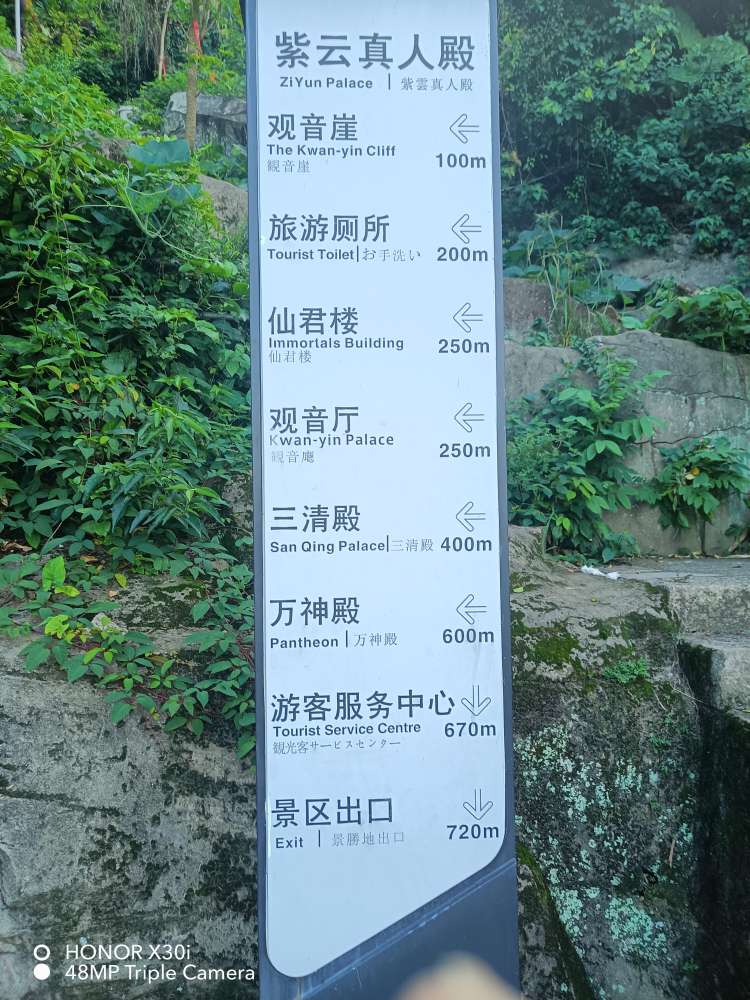 紫云真人殿
ZiYun Palace | 紫雲真人殿
观音崖
The Kwan-yin Cliff
観音崖
100m
旅游厕所
Tourist Toilet|お手洗い
200m
仙君楼
Immortals Building
仙君楼
250m
观音厅
Kwan-yin Palace
観音廳
250m
三清殿
San Qing Palace|三清殿
400m
万神殿
Pantheon | 万神殿
600m
游客服务中心
Tourist Service Centre
観光客サービスセンター
670m
景区出口
Exit | 景勝地出口
720m
HONOR X30i
48MP Triple Camera